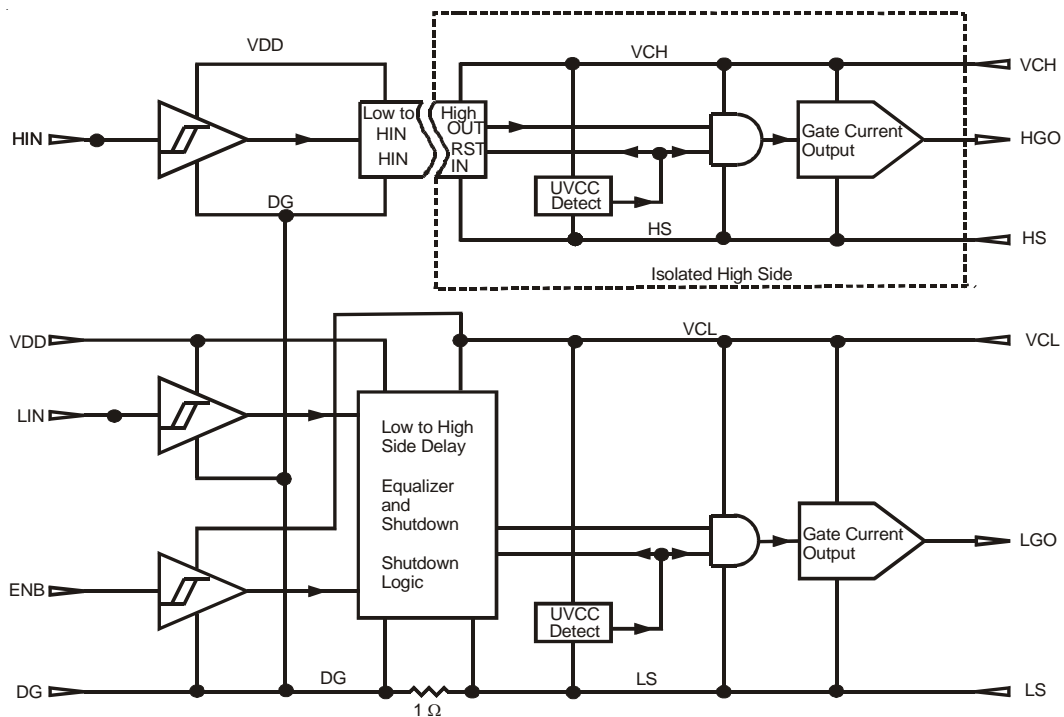 VDD
VCH
VCH
HIN
Low to
HIN
HIN
High
OUT
RST
IN
Gate Current
Output
HGO
UVCC
Detect
DG
HS
HS
Isolated High Side
VDD
VCL
VCL
LIN
Low to High
Side Delay
Equalizer
and
Shutdown
Shutdown
Logic
Gate Current
Output
LGO
ENB
UVCC
Detect
DG
DG
1 Ω
LS
LS